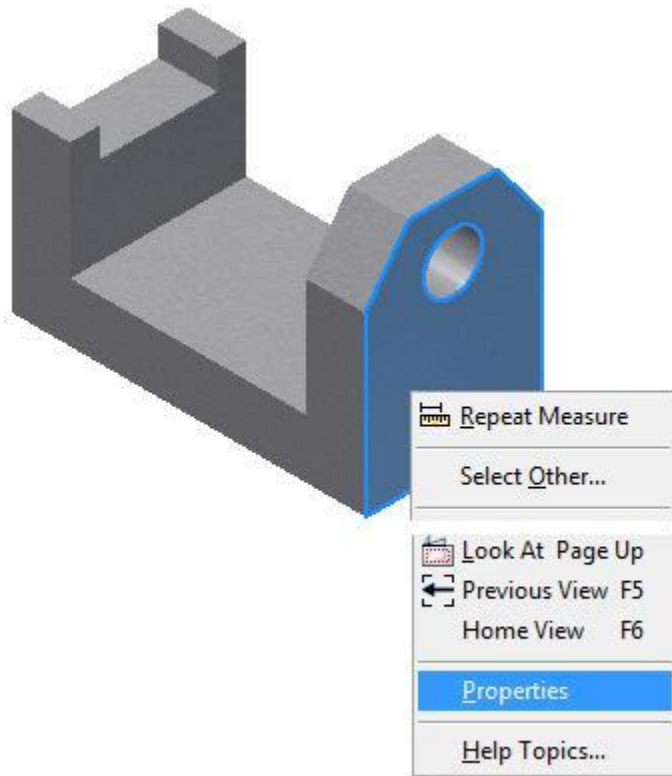 Repeat Measure
Select Other...
Look At Page Up
Previous View F5
Home View F6
Properties
Help Topics...